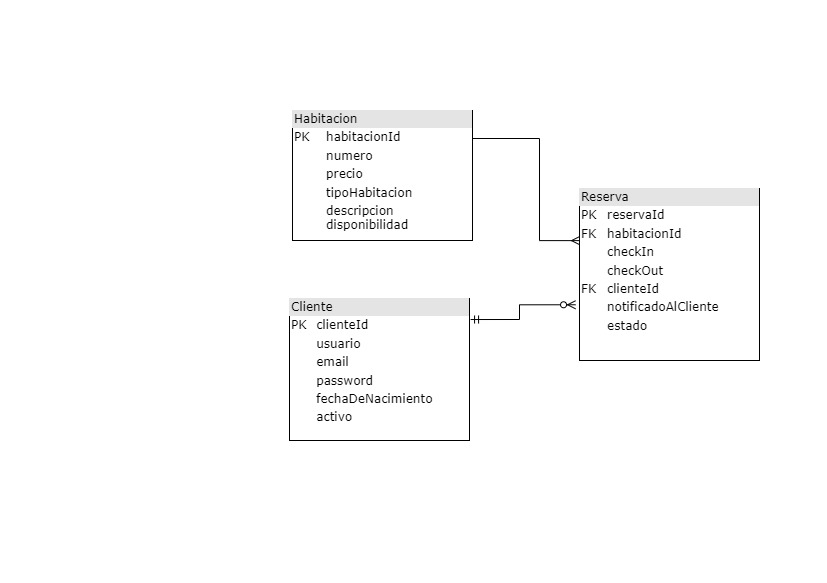 Habitacion
PK habitacionId
numero
precio
tipoHabitacion
descripcion
disponibilidad
Reserva
PK reservaId
FK habitacionId
checkIn
checkOut
FK clienteId
notificadoAlCliente
estado
Cliente
PK clienteId
usuario
email
password
fechaDeNacimiento
activo